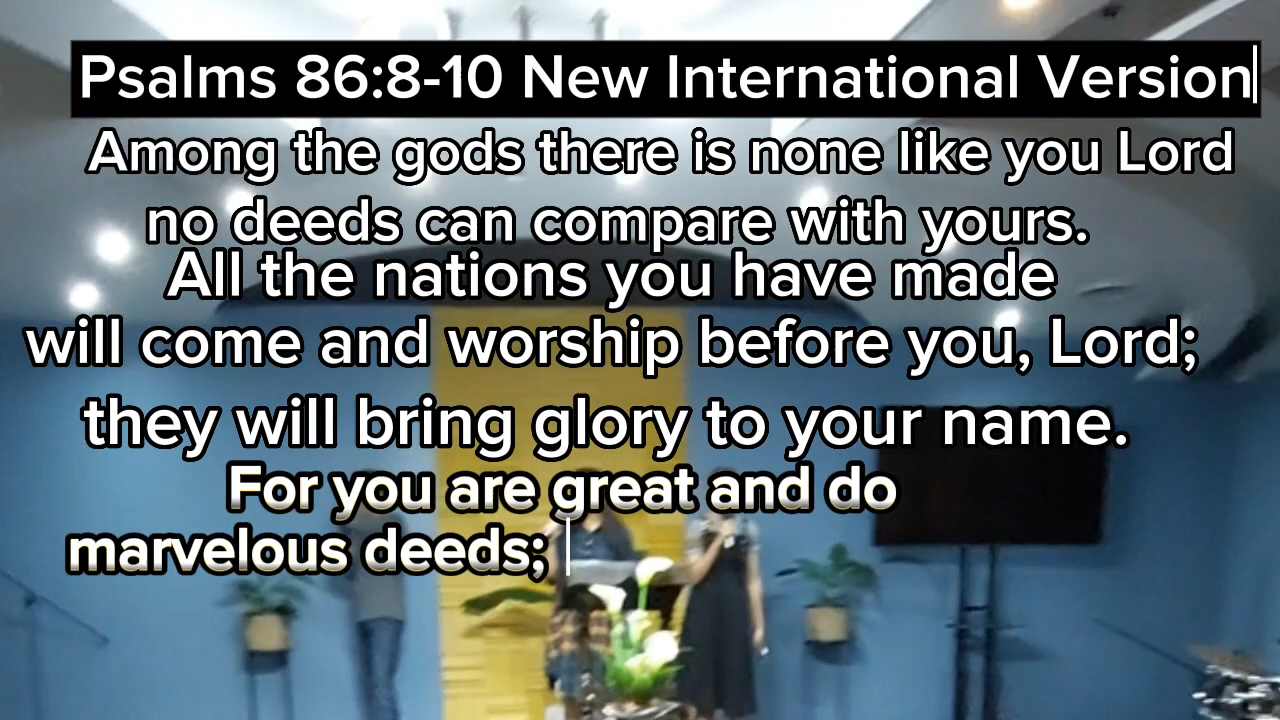 Psalms 86:8-10 New International Version
Among the gods there is none like you Lord
no deeds can compare with yours.
All the nations you have made
will come and worship before you, Lord;
they will bring glory to your name.
For you are great and do
marvelous deeds;